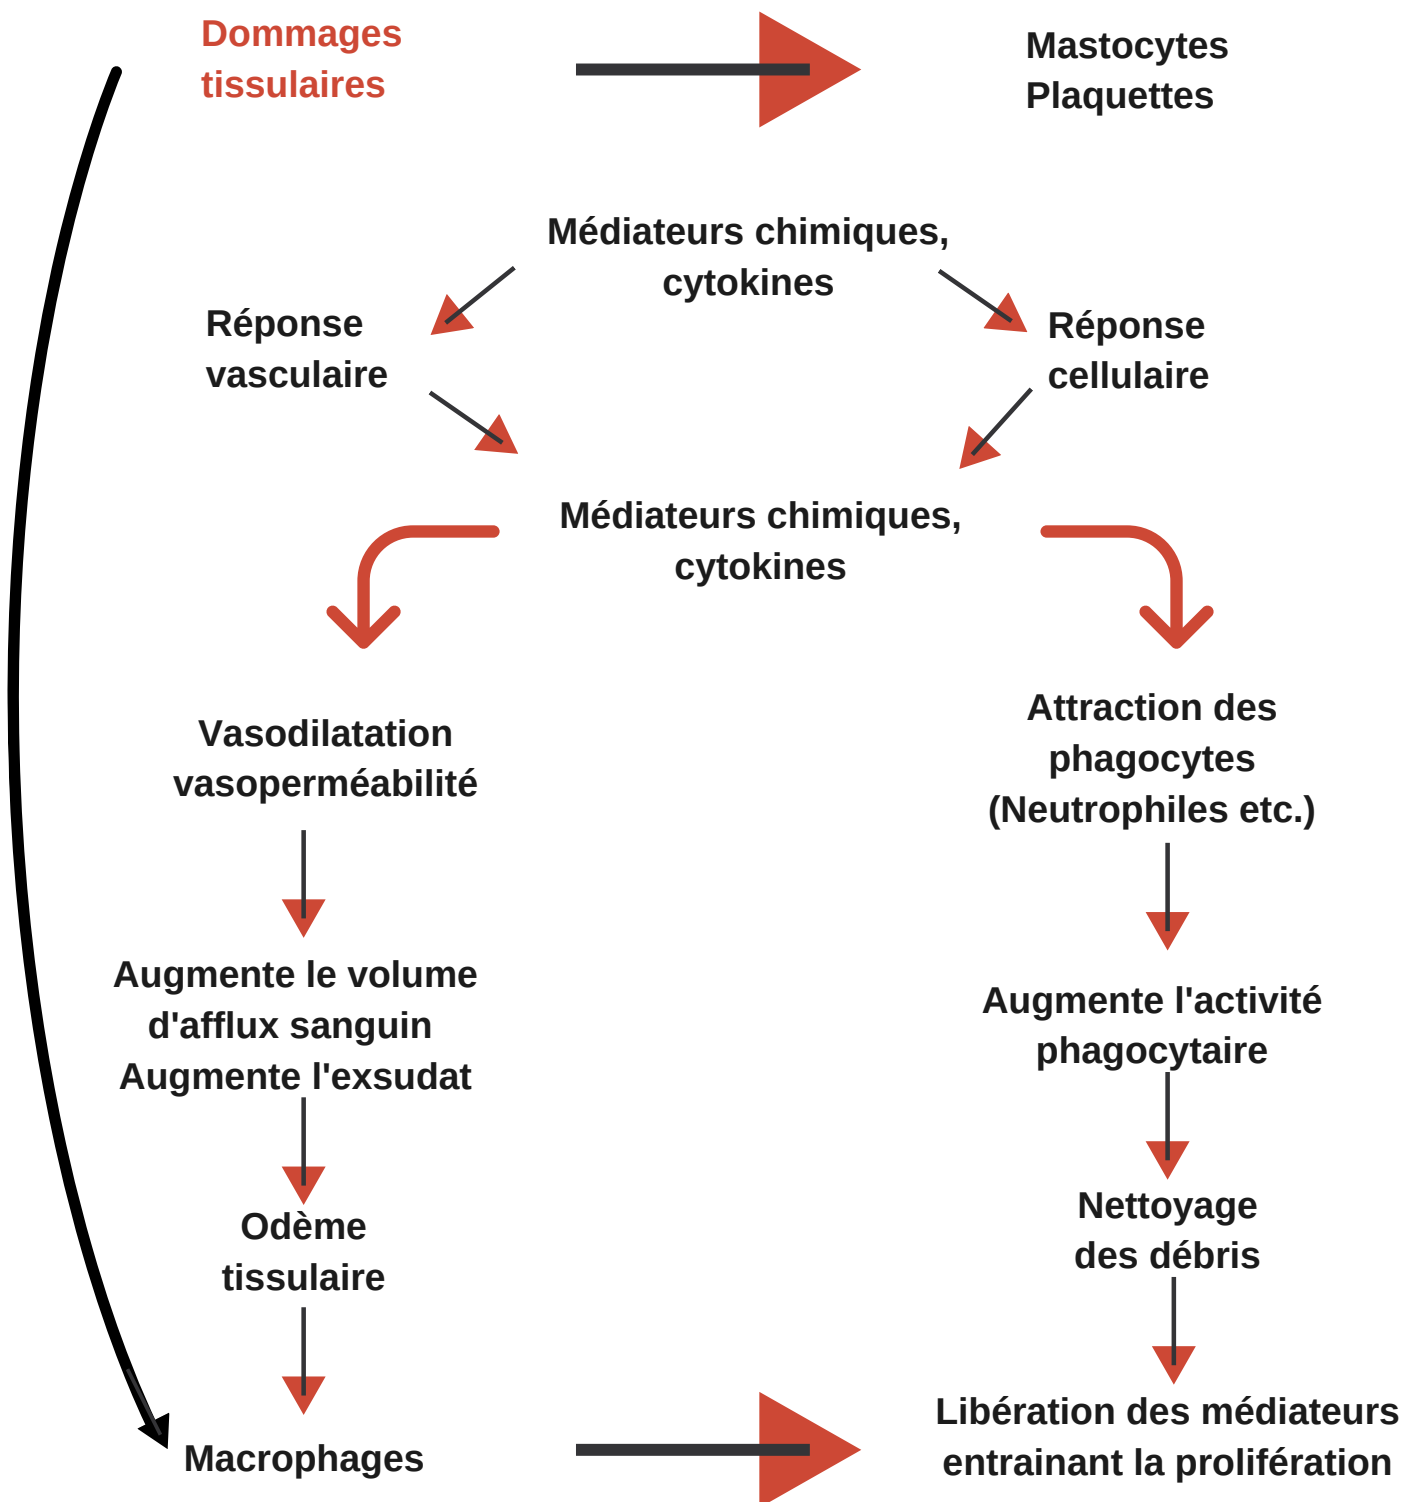 Dommages
tissulaires
Mastocytes
Plaquettes
Médiateurs chimiques,
cytokines
Réponse
vasculaire
Réponse
cellulaire
Médiateurs chimiques,
cytokines
Vasodilatation
vasoperméabilité
Attraction des
phagocytes
(Neutrophiles etc.)
Augmente le volume
d'afflux sanguin
Augmente l'exsudat
Augmente l'activité
phagocytaire
Odème
tissulaire
Nettoyage
des débris
Macrophages
Libération des médiateurs
entrainant la prolifération